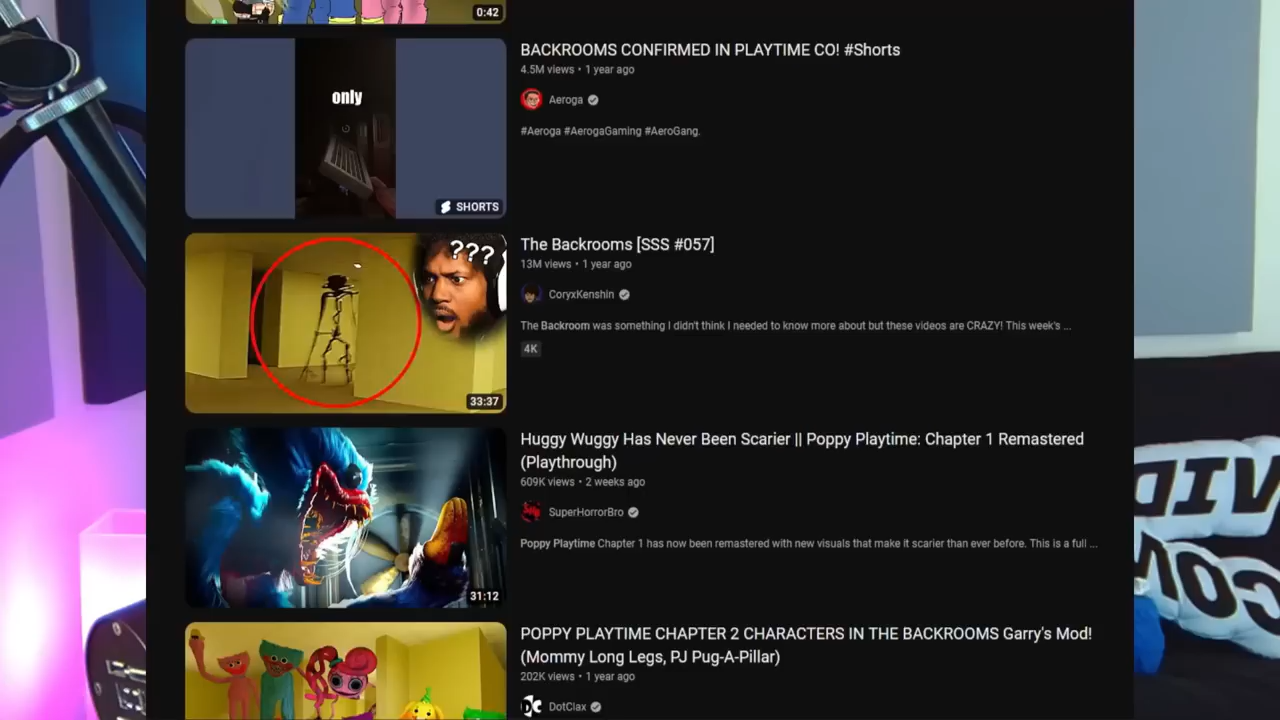 0:42
BACKROOMS CONFIRMED IN PLAYTIME CO! #Shorts
4.5M views • 1 year ago
only
Aeroga
#Aeroga #AerogaGaming #AeroGang.
SHORTS
The Backrooms [SSS #057]
???
13M views • 1 year ago
CoryxKenshin
The Backroom was something I didn't think I needed to know more about but these videos are CRAZY! This week's ...
4K
33:37
Huggy Wuggy Has Never Been Scarier || Poppy Playtime: Chapter 1 Remastered
(Playthrough)
609K views • 2 weeks ago
SuperHorrorBro
Poppy Playtime Chapter 1 has now been remastered with new visuals that make it scarier than ever before. This is a full ...
31:12
POPPY PLAYTIME CHAPTER 2 CHARACTERS IN THE BACKROOMS Garry's Mod!
(Mommy Long Legs, PJ Pug-A-Pillar)
202K views • 1 year ago
DotClax